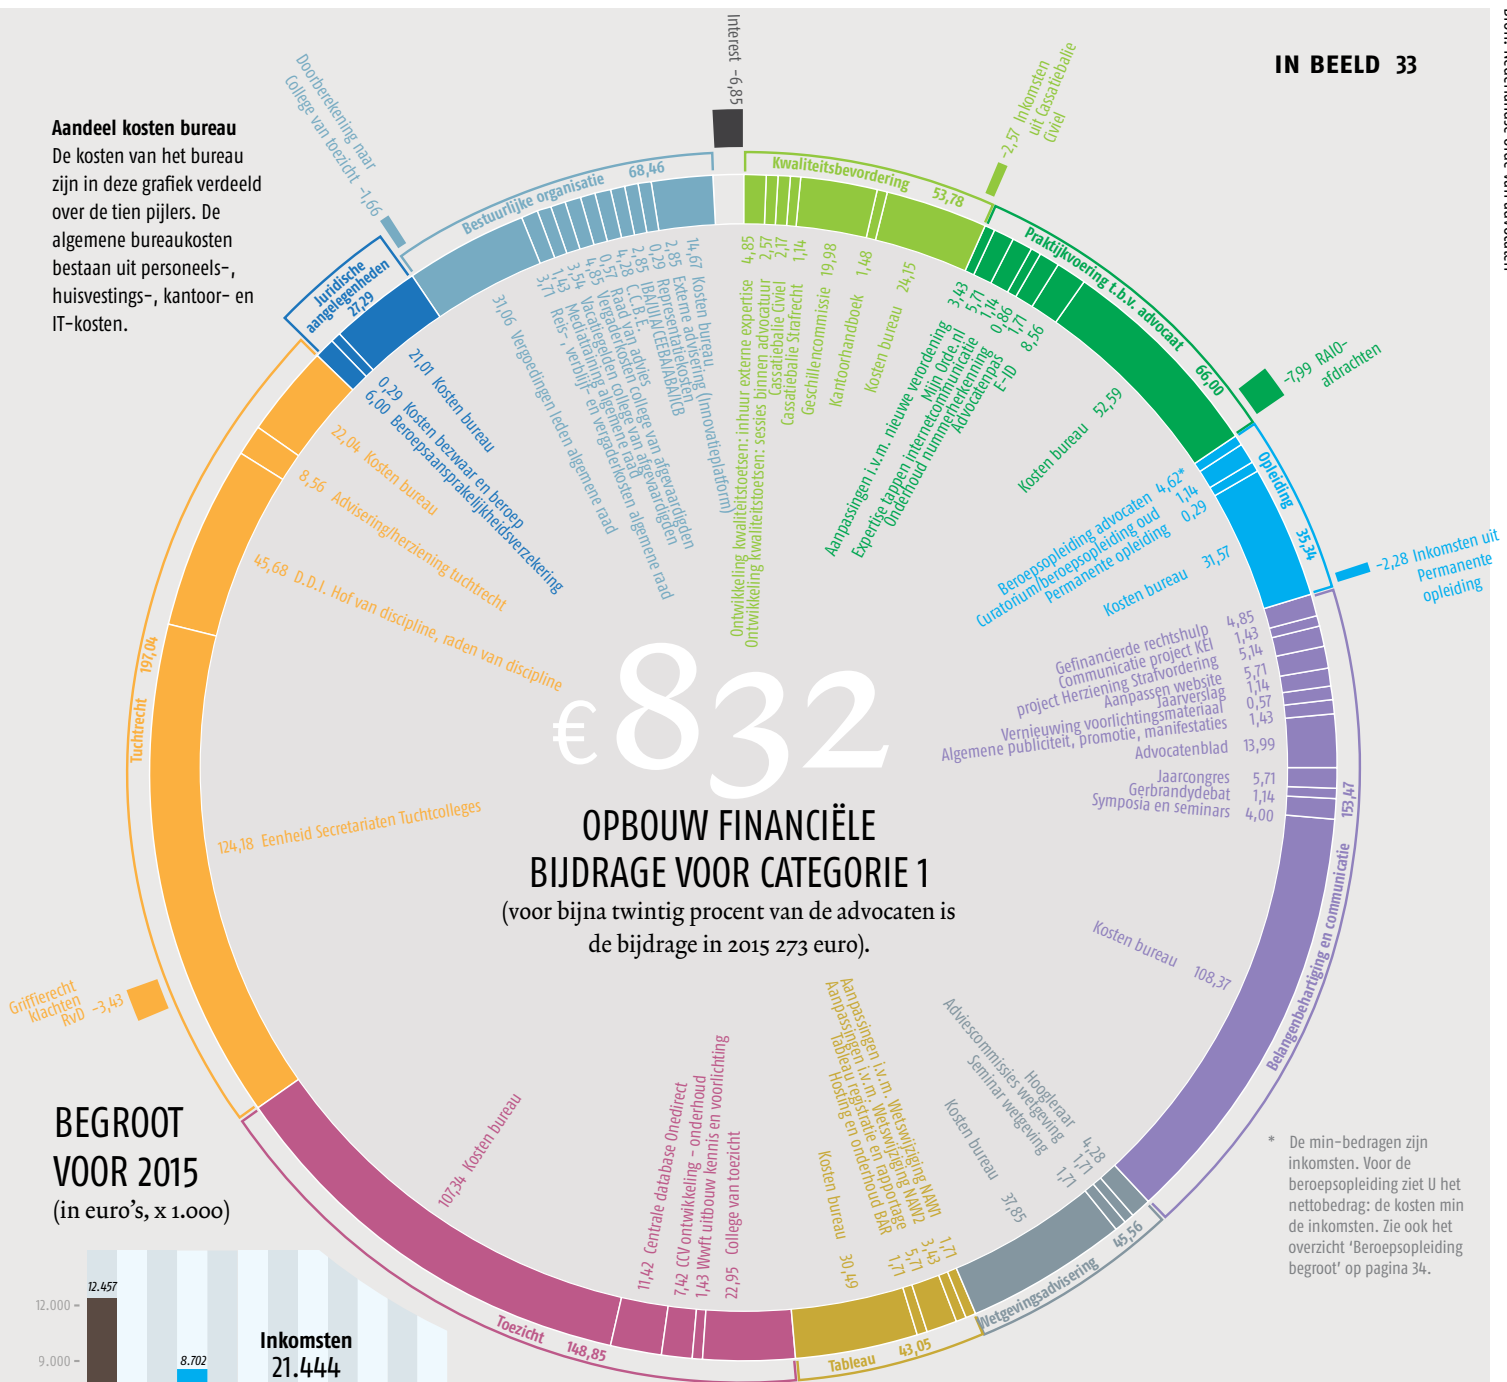 IN BEELD 33
Aandeel kosten bureau
De kosten van het bureau
zijn in deze grafiek verdeeld
over de tien pijlers. De
algemene bureaukosten
bestaan uit personeels-,
huisvestings-, kantoor- en
IT-kosten.
Interest -6,85
Kwaliteitsbevordering 53,78
4,85 Ontwikkeling kwaliteitstoetsen: inhuur externe expertise
2,57 Ontwikkeling kwaliteitstoetsen: sessies binnen advocatuur
2,17 Cassatiebalie Civiel
1,14 Cassatiebalie Strafrecht
Geschillencommissie 19,98
Kantoorhandboek 1,48
Kosten bureau 24,15
-2,57 Inkomsten
uit Cassatiebalie
Civiel
Praktijkvoering t.b.v. advocaat 66,00
Aanpassingen i.v.m. nieuwe verordening 3,43
Mijn Orde.nl 5,71
Expertise tappen internetcommunicatie 1,14
Onderhoud nummerherkenning 0,86
Advocatenpas 1,71
E-ID 8,56
Kosten bureau 52,59
-7,99 RAIO-
afdrachten
Opleiding 35,34
Beroepsopleiding advocaten 4,62*
Curatorium/beroepsopleiding oud 1,14
Permanente opleiding 0,29
Kosten bureau 31,57
-2,28 Inkomsten uit
Permanente
opleiding
Belangenbehartiging en communicatie 153,47
Gefinancierde rechtshulp 4,85
Communicatie project KEI 1,43
project Herziening Strafvordering 5,14
Aanpassen website 5,71
Jaarverslag 1,14
Vernieuwing voorlichtingsmateriaal 0,57
Algemene publiciteit, promotie, manifestaties 1,43
Advocatenblad 13,99
Jaarcongres 5,71
Gerbrandydebat 1,14
Symposia en seminars 4,00
Kosten bureau 108,37
Wetgevingsadvisering 45,56
Hoogleraar 4,28
Adviescommissies wetgeving 1,71
Seminar wetgeving 1,71
Kosten bureau 37,85
Tableau 43,05
Aanpassingen i.v.m. Wetswijziging NAW1 1,71
Aanpassingen i.v.m. Wetswijziging NAW2 3,43
Tableau registratie en rapportage 5,71
Hosting en onderhoud BAR 1,71
Kosten bureau 30,49
Toezicht 148,85
22,95 College van toezicht
1,43 Wwft uitbouw kennis en voorlichting
7,42 CCV ontwikkeling - onderhoud
11,42 Centrale database Onedirect
107,34 Kosten bureau
Tuchtrecht 197,04
Griffierecht
klachten
RvD -3,43
124,18 Eenheid Secretariaten Tuchtcolleges
45,68 D.D.I. Hof van discipline, raden van discipline
8,56 Advisering/herziening tuchtrecht
22,04 Kosten bureau
Juridische
aangelegenheden
27,29
6,00 Beroepsaansprakelijkheidsverzekering
0,29 Kosten bezwaar en beroep
21,01 Kosten bureau
Doorberekening naar
College van toezicht -1,66
Bestuurlijke organisatie 68,46
31,06 Vergoedingen leden algemene raad
3,71 Reis-, verblijf- en vergaderkosten algemene raad
1,43 Mediatraining algemene raad
3,54 Vacatiegelden college van afgevaardigden
4,85 Vergaderkosten college van afgevaardigden
0,57 Raad van advies
4,28 C.C.B.E.
2,85 IBA/UIA/CEEBA/ABA/ICB
0,29 Representatiekosten
2,85 Externe advisering (Innovatieplatform)
14,67 Kosten bureau
€ 832
OPBOUW FINANCIËLE
BIJDRAGE VOOR CATEGORIE 1
(voor bijna twintig procent van de advocaten is
de bijdrage in 2015 273 euro).
* De min-bedragen zijn
inkomsten. Voor de
beroepsopleiding ziet U het
nettobedrag: de kosten min
de inkomsten. Zie ook het
overzicht 'Beroepsopleiding
begroot' op pagina 34.
BEGROOT
VOOR 2015
(in euro's, x 1.000)
12.457
12.000
9.000
8.702
Inkomsten
21.444